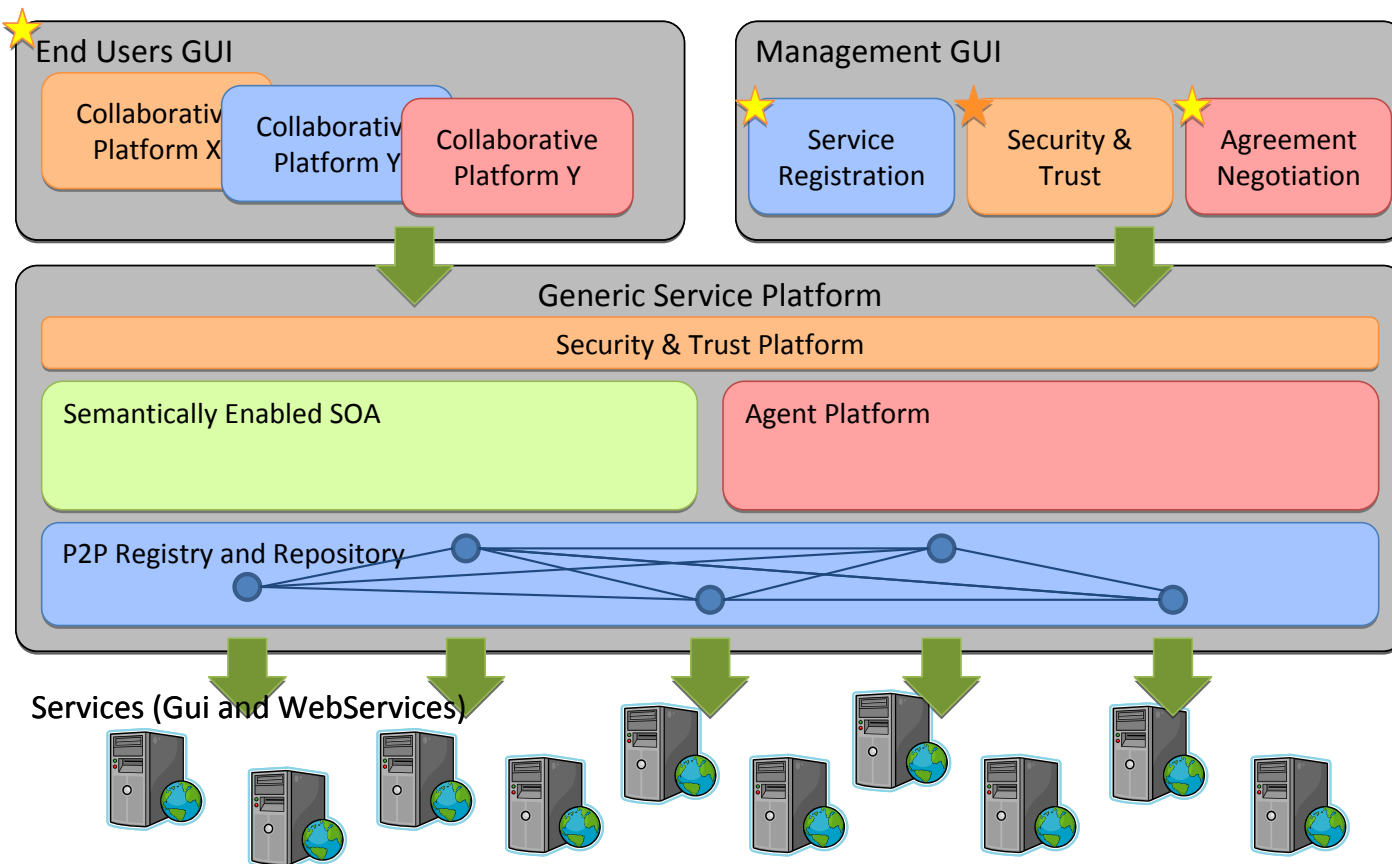 End Users GUI
Collaborativ
Platform X
Collaborativ
Platform Y
Collaborative
Platform Y
Management GUI
Service
Registration
Security &
Trust
Agreement
Negotiation
Generic Service Platform
Security & Trust Platform
Semantically Enabled SOA
Agent Platform
P2P Registry and Repository
Services (Gui and WebServices)